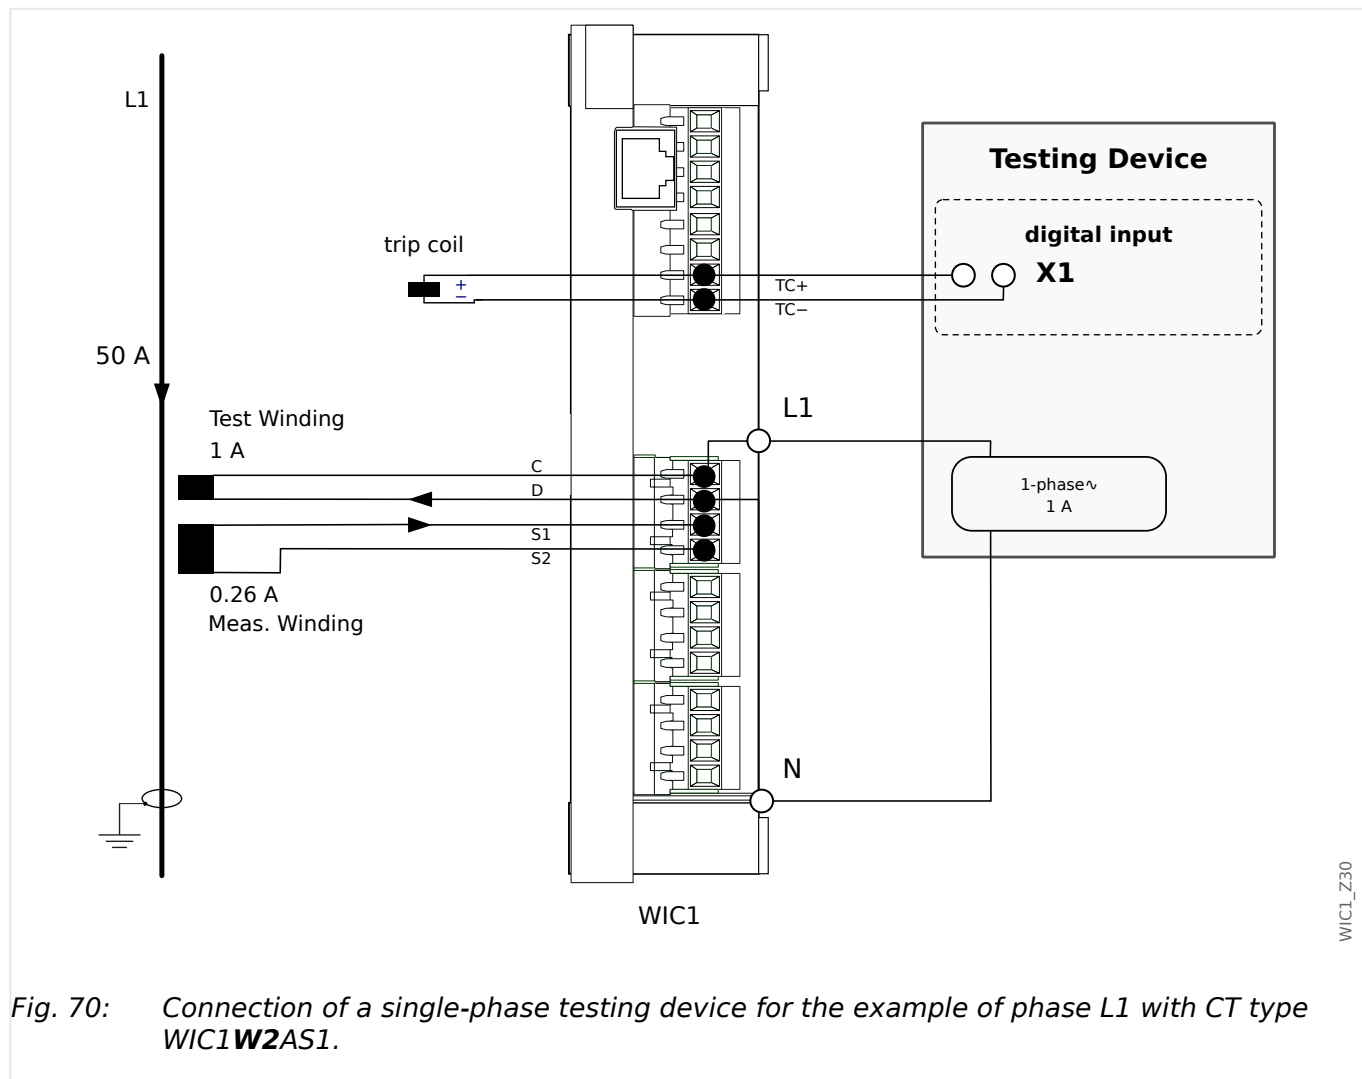 L1
Testing Device
digital input
X1
trip coil
+
−
TC+
TC−
50 A
L1
Test Winding
1 A
C
D
S1
S2
1-phase∿
1 A
0.26 A
Meas. Winding
N
WIC1
WIC1_Z30
Fig. 70: Connection of a single-phase testing device for the example of phase L1 with CT type
WIC1W2AS1.